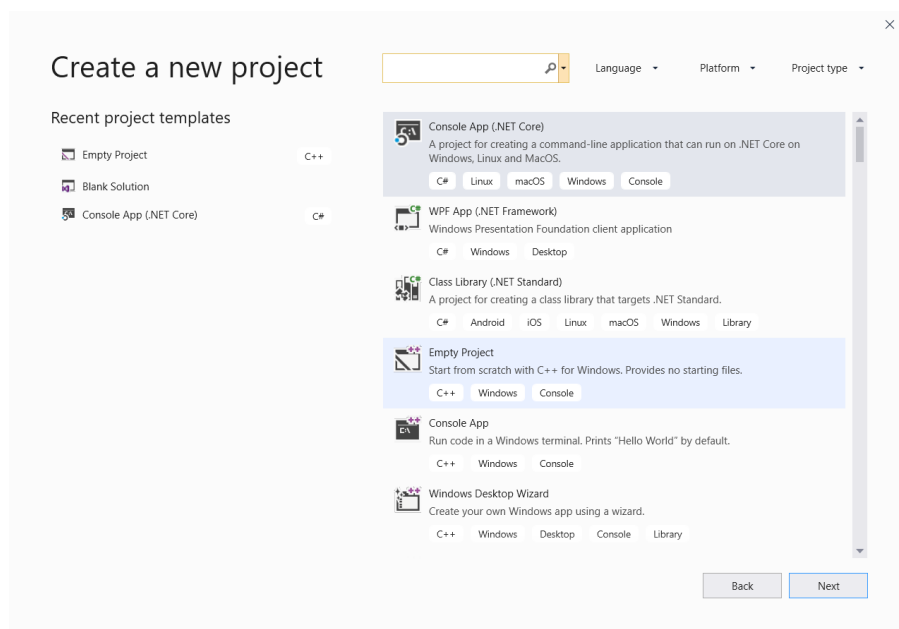 Create a new project
Language
Platform
Project type
Recent project templates
Empty Project
C++
Blank Solution
Console App (.NET Core)
C#
Console App (.NET Core)
A project for creating a command-line application that can run on .NET Core on
Windows, Linux and MacOS.
C# Linux macOS Windows Console
WPF App (.NET Framework)
Windows Presentation Foundation client application
C# Windows Desktop
Class Library (.NET Standard)
A project for creating a class library that targets .NET Standard.
C# Android iOS Linux macOS Windows Library
Empty Project
Start from scratch with C++ for Windows. Provides no starting files.
C++ Windows Console
Console App
Run code in a Windows terminal. Prints "Hello World" by default.
C++ Windows Console
Windows Desktop Wizard
Create your own Windows app using a wizard.
C++ Windows Desktop Console Library
Back
Next